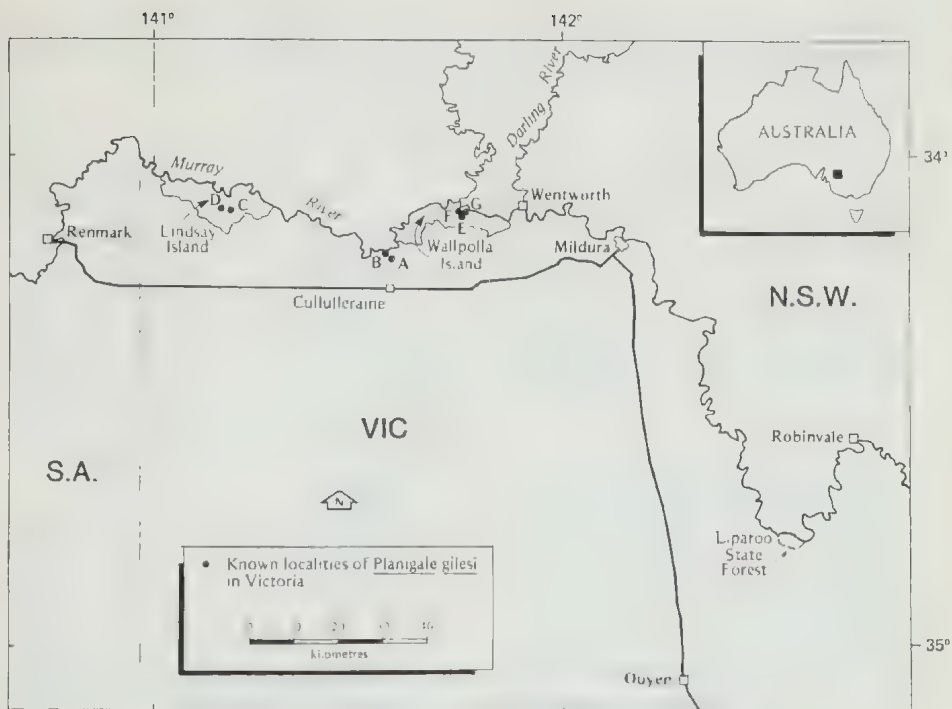 141°
142°
Darling River
AUSTRALIA
34°
Murray
River
D
C
Lindsay
Island
Renmark
G
F
E
Wentworth
Wallpolla
Island
B
A
Mildura
Cullulleraine
N.S.W.
VIC
S.A.
Robinvale
N
Liparoo
State
Forest
Known localities of Planigale gilesi
in Victoria
kilometres
35°
Ouyen